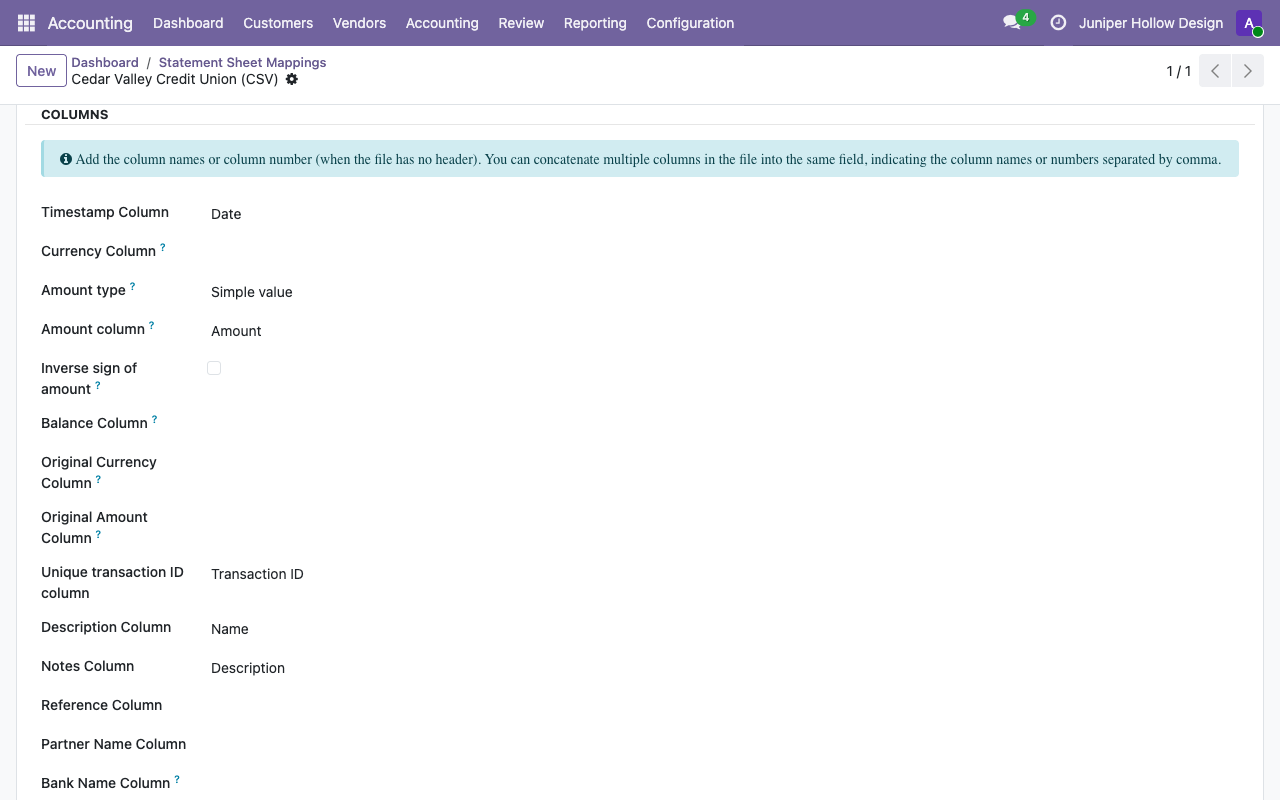 Accounting Dashboard Customers Vendors Accounting Review Reporting Configuration 4 Juniper Hollow Design A
New Dashboard / Statement Sheet Mappings
Cedar Valley Credit Union (CSV) 1 / 1
COLUMNS
Add the column names or column number (when the file has no header). You can concatenate multiple columns in the file into the same field, indicating the column names or numbers separated by comma.
Timestamp Column Date
Currency Column ?
Amount type ? Simple value
Amount column ? Amount
Inverse sign of
amount ?
Balance Column ?
Original Currency
Column ?
Original Amount
Column ?
Unique transaction ID Transaction ID
column
Description Column Name
Notes Column Description
Reference Column
Partner Name Column
Bank Name Column ?